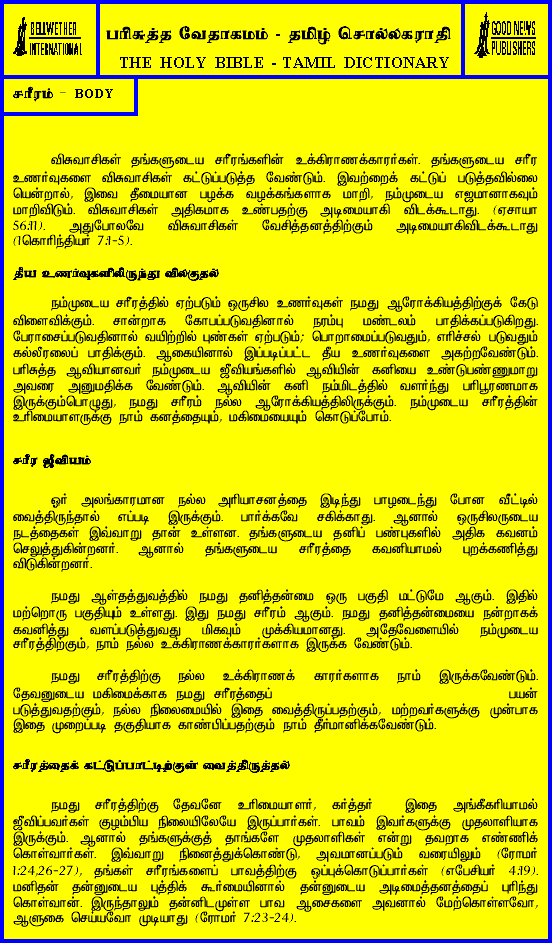 BELLWETHER
INTERNATIONAL
பரிசுத்த வேதாகமம் - தமிழ் சொல்லகராதி
THE HOLY BIBLE - TAMIL DICTIONARY
GOOD NEWS
PUBLISHERS
சரீரம் - BODY
விசுவாசிகள் தங்களுடைய சரீரங்களின் உக்கிராணக்காரர்கள். தங்களுடைய சரீர
உணர்வுகளை விசுவாசிகள் கட்டுப்படுத்த வேண்டும். இவற்றைக் கட்டுப் படுத்தவில்லை
யென்றால், இவை தீமையான பழக்க வழக்கங்களாக மாறி, நம்முடைய எஜமானாகவும்
மாறிவிடும். விசுவாசிகள் அதிகமாக உண்பதற்கு அடிமையாகி விடக்கூடாது. (ஏசாயா
56:11). அதுபோலவே விசுவாசிகள் வேசித்தனத்திற்கும் அடிமையாகிவிடக்கூடாது
(1கொரிந்தியர் 7:1-5).
தீய உணர்வுகளிலிருந்து விலகுதல்
நம்முடைய சரீரத்தில் ஏற்படும் ஒருசில உணர்வுகள் நமது ஆரோக்கியத்திற்குக் கேடு
விளைவிக்கும். சான்றாக கோபப்படுவதினால் நரம்பு மண்டலம் பாதிக்கப்படுகிறது.
பேராசைப்படுவதினால் வயிற்றில் புண்கள் ஏற்படும்; பொறாமைப்படுவதும், எரிச்சல் படுவதும்
கல்லீரலைப் பாதிக்கும். ஆகையினால் இப்படிப்பட்ட தீய உணர்வுகளை அகற்றவேண்டும்.
பரிசுத்த ஆவியானவர் நம்முடைய ஜீவியங்களில் ஆவியின் கனியை உண்டுபண்ணுமாறு
அவரை அனுமதிக்க வேண்டும். ஆவியின் கனி நம்மிடத்தில் வளர்ந்து பரிபூரணமாக
இருக்கும்பொழுது, நமது சரீரம் நல்ல ஆரோக்கியத்திலிருக்கும். நம்முடைய சரீரத்தின்
உரிமையாளருக்கு நாம் கனத்தையும், மகிமையையும் கொடுப்போம்.
சரீர ஜீவியம்
ஓர் அலங்காரமான நல்ல அரியாசனத்தை இடிந்து பாழடைந்து போன வீட்டில்
வைத்திருந்தால் எப்படி இருக்கும். பார்க்கவே சகிக்காது. ஆனால் ஒருசிலருடைய
நடத்தைகள் இவ்வாறு தான் உள்ளன. தங்களுடைய தனிப் பண்புகளில் அதிக கவனம்
செலுத்துகின்றனர். ஆனால் தங்களுடைய சரீரத்தை கவனியாமல் புறக்கணித்து
விடுகின்றனர்.
நமது ஆள்தத்துவத்தில் நமது தனித்தன்மை ஒரு பகுதி மட்டுமே ஆகும். இதில்
மற்றொரு பகுதியும் உள்ளது. இது நமது சரீரம் ஆகும். நமது தனித்தன்மையை நன்றாகக்
கவனித்து வளப்படுத்துவது மிகவும் முக்கியமானது. அதேவேளையில் நம்முடைய
சரீரத்திற்கும், நாம் நல்ல உக்கிராணக்காரர்களாக இருக்க வேண்டும்.
நமது சரீரத்திற்கு நல்ல உக்கிராணக் காரர்களாக நாம் இருக்கவேண்டும்.
தேவனுடைய மகிமைக்காக நமது சரீரத்தைப் பயன்
படுத்துவதற்கும், நல்ல நிலைமையில் இதை வைத்திருப்பதற்கும், மற்றவர்களுக்கு முன்பாக
இதை முறைப்படி தகுதியாக காண்பிப்பதற்கும் நாம் தீர்மானிக்கவேண்டும்.
சரீரத்தைக் கட்டுப்பாட்டிற்குள் வைத்திருத்தல்
நமது சரீரத்திற்கு தேவனே உரிமையாளர், கர்த்தர் இதை அங்கீகரியாமல்
ஜீவிப்பவர்கள் குழம்பிய நிலையிலேயே இருப்பார்கள். பாவம் இவர்களுக்கு முதலாளியாக
இருக்கும். ஆனால் தங்களுக்குத் தாங்களே முதலாளிகள் என்று தவறாக எண்ணிக்
கொள்வார்கள். இவ்வாறு நினைத்துக்கொண்டு, அவமானப்படும் வரையிலும் (ரோமர்
1:24,26-27), தங்கள் சரீரங்களைப் பாவத்திற்கு ஒப்புக்கொடுப்பார்கள் (எபேசியர் 4:19).
மனிதன் தன்னுடைய புத்திக் கூர்மையினால் தன்னுடைய அடிமைத்தனத்தைப் புரிந்து
கொள்வான். இருந்தாலும் தன்னிடமுள்ள பாவ ஆசைகளை அவனால் மேற்கொள்ளவோ,
ஆளுகை செய்யவோ முடியாது (ரோமர் 7:23-24).